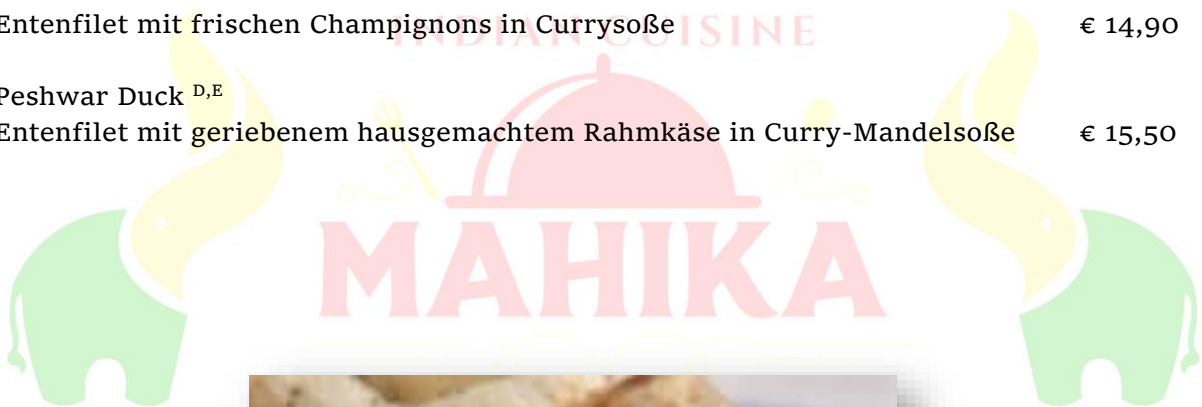 Entenfilet mit frischen Champignons in Currysoße € 14,90
INDIAN CUISINE
Peshwar Duck D,E
Entenfilet mit geriebenem hausgemachtem Rahmkäse in Curry-Mandelsoße € 15,50
MAHIKA